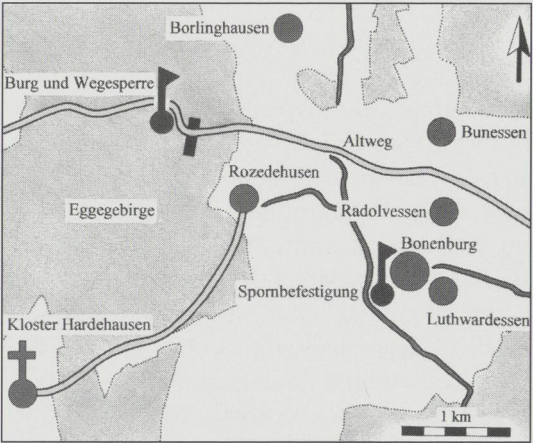 Borlinghausen
Burg und Wegesperre
Bunessen
Altweg
Rozedehusen
Eggegebirge
Radolvessen
Bonenburg
Spornbefestigung
Luthwardessen
Kloster Hardehausen
1 km